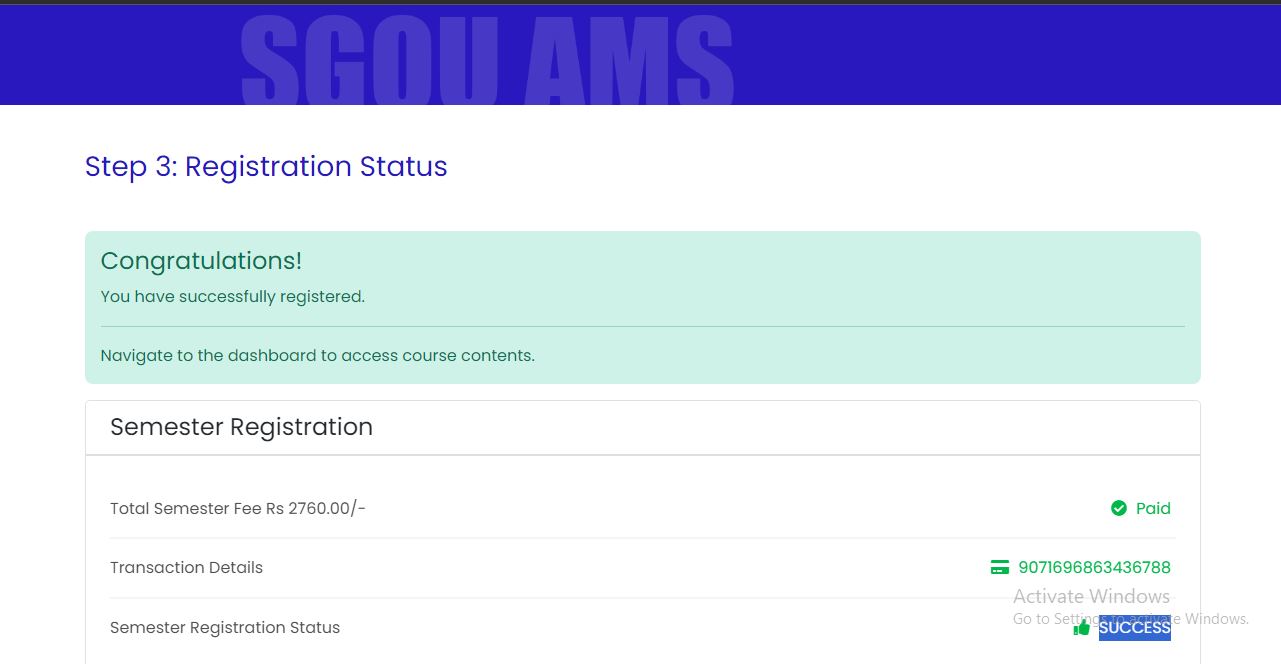 SGOU AMS
Step 3: Registration Status
Congratulations!
You have successfully registered.
Navigate to the dashboard to access course contents.
Semester Registration
Total Semester Fee Rs 2760.00/- Paid
Transaction Details 9071696863436788
Activate Windows
Go to Settings to activate Windows.
Semester Registration Status SUCCESS